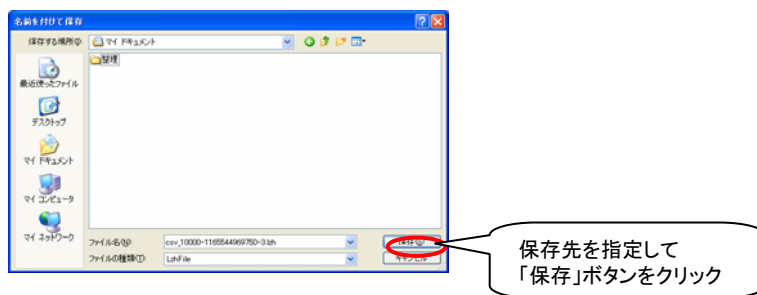 名前を付けて保存
保存する場所(I):
マイ ドキュメント
整理
最近使ったファイル
デスクトップ
マイ ドキュメント
マイ コンピュータ
マイ ネットワーク
ファイル名(N):
csv_10000-1165544969750-3.lzh
保存(S)
ファイルの種類(T):
LzhFile
キャンセル
保存先を指定して
「保存」ボタンをクリック